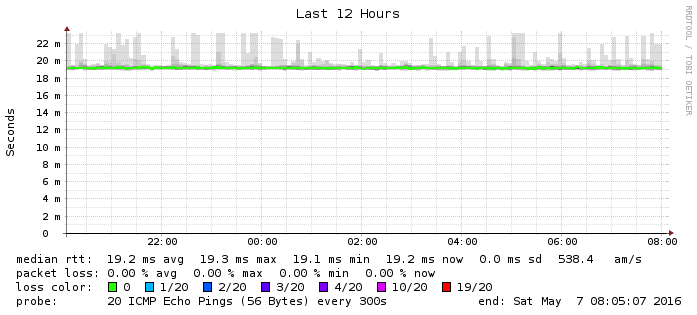 Last 12 Hours
RRDTOOL / TOBI OETIKER
Seconds
22 m
20 m
18 m
16 m
14 m
12 m
10 m
8 m
6 m
4 m
2 m
0
22:00 00:00 02:00 04:00 06:00 08:00
median rtt: 19.2 ms avg 19.3 ms max 19.1 ms min 19.2 ms now 0.0 ms sd 538.4 am/s
packet loss: 0.00 % avg 0.00 % max 0.00 % min 0.00 % now
loss color: 0 1/20 2/20 3/20 4/20 10/20 19/20
probe: 20 ICMP Echo Pings (56 Bytes) every 300s end: Sat May 7 08:05:07 2016